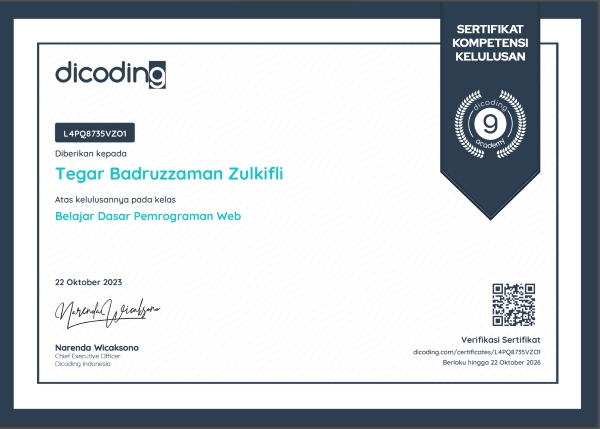 SERTIFIKAT
KOMPETENSI
KELULUSAN
dicoding
dicoding
academy
L4PQ8735VZO1
Diberikan kepada
Tegar Badruzzaman Zulkifli
Atas kelulusannya pada kelas
Belajar Dasar Pemrograman Web
22 Oktober 2023
Narenda Wicaksono
Narenda Wicaksono
Chief Executive Officer
Dicoding Indonesia
Verifikasi Sertifikat
dicoding.com/certificates/L4PQ8735VZO1
Berlaku hingga 22 Oktober 2026